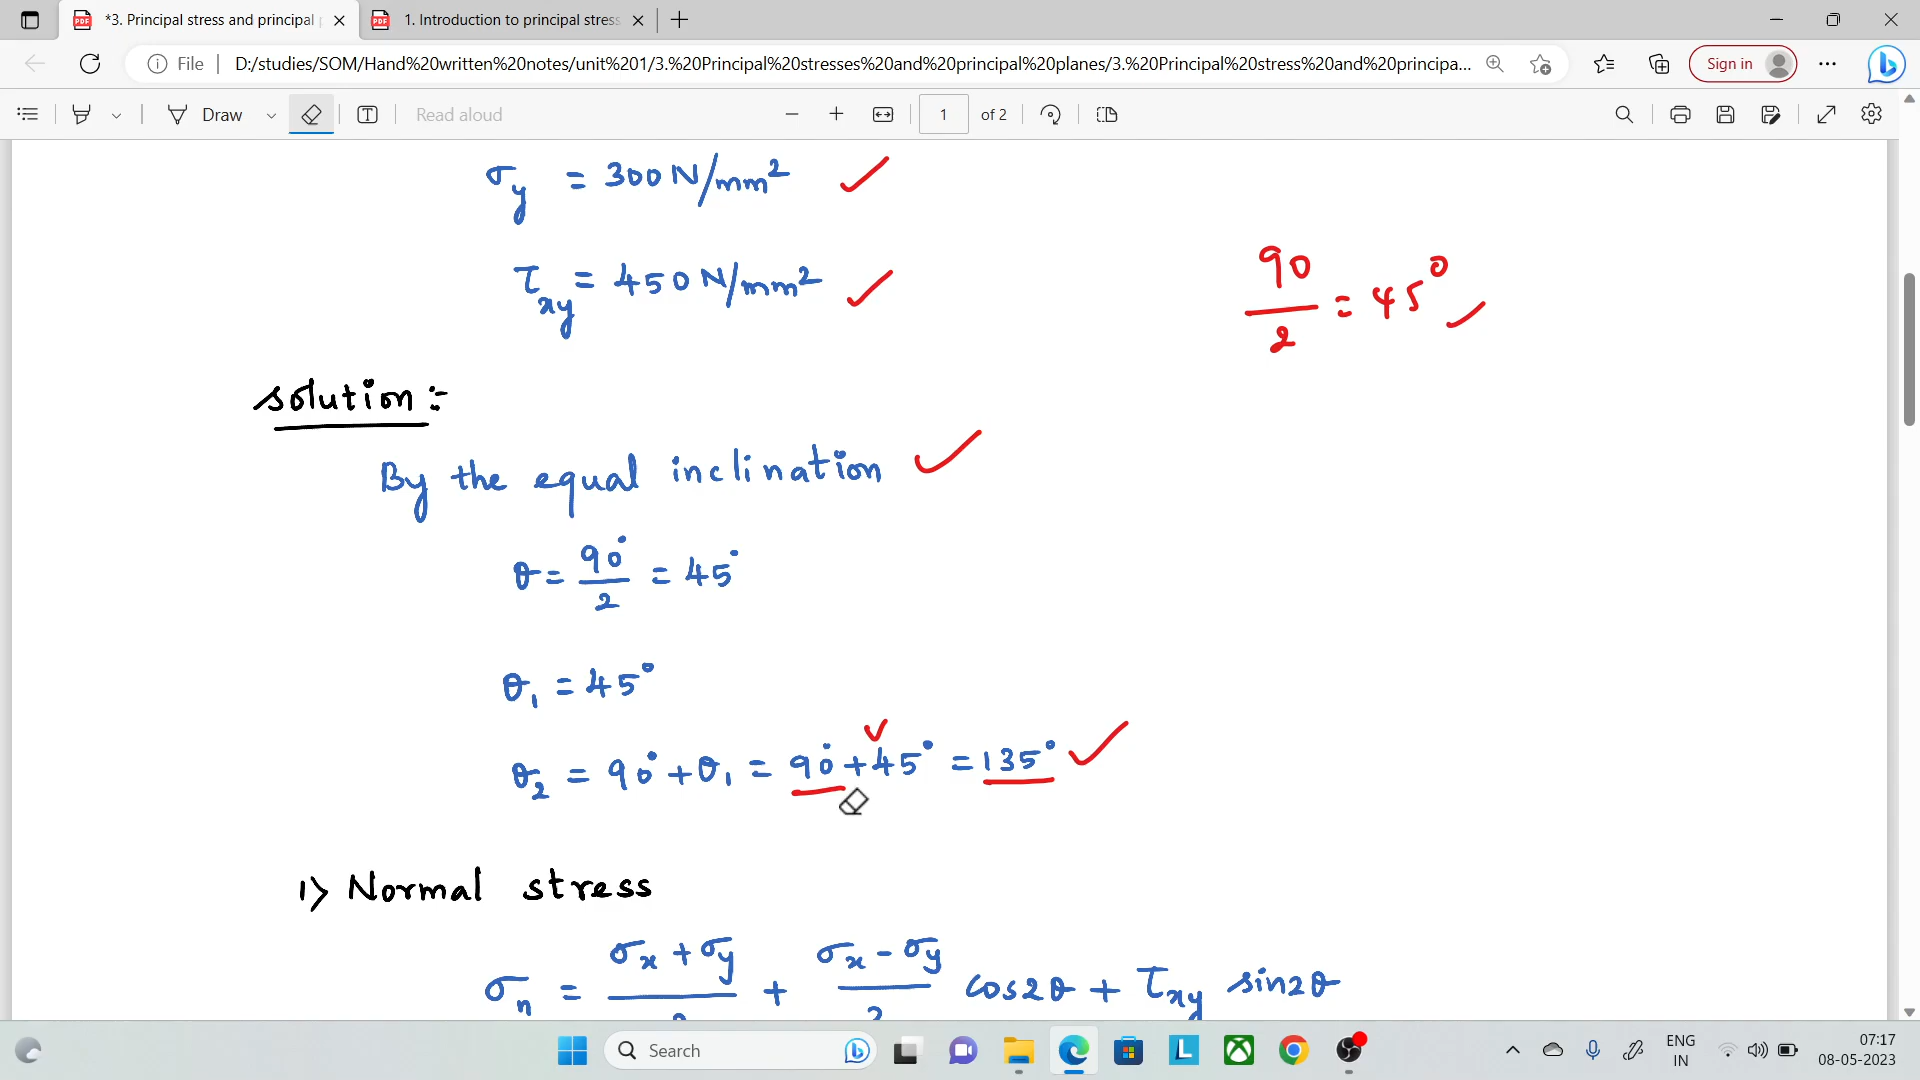 *3. Principal stress and principal p
1. Introduction to principal stress
File
D:/studies/SOM/Hand%20written%20notes/unit%201/3.%20Principal%20stresses%20and%20principal%20planes/3.%20Principal%20stress%20and%20principa...
Sign in
Draw
Read aloud
1 of 2
σy = 300 N/mm²
τxy = 450 N/mm²
90/2 = 45°
solution:-
By the equal inclination
θ = 90°/2 = 45°
θ₁ = 45°
θ₂ = 90° + θ₁ = 90° + 45° = 135°
1) Normal stress
σn = (σx + σy)/2 + (σx - σy)/2 cos2θ + τxy sin2θ
Search
ENG
IN
07:17
08-05-2023